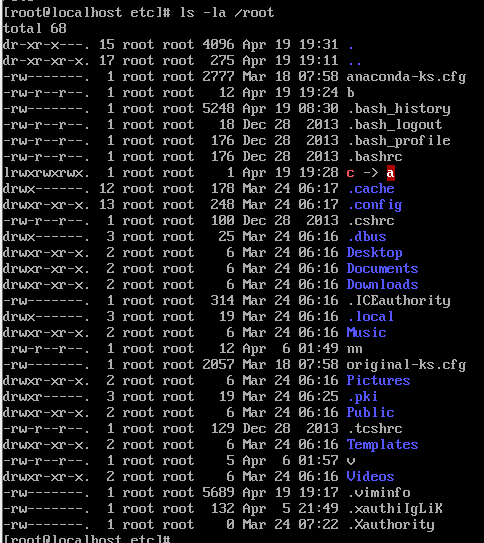 [root@localhost etc]# ls -la /root
total 68
dr-xr-x---. 15 root root 4096 Apr 19 19:31 .
dr-xr-xr-x. 17 root root 275 Apr 19 19:11 ..
-rw-------. 1 root root 2777 Mar 18 07:58 anaconda-ks.cfg
-rw-r--r--. 1 root root 12 Apr 19 19:24 b
-rw-------. 1 root root 5248 Apr 19 08:30 .bash_history
-rw-r--r--. 1 root root 18 Dec 28 2013 .bash_logout
-rw-r--r--. 1 root root 176 Dec 28 2013 .bash_profile
-rw-r--r--. 1 root root 176 Dec 28 2013 .bashrc
lrwxrwxrwx. 1 root root 1 Apr 19 19:28 c -> a
drwx------. 12 root root 178 Mar 24 06:17 .cache
drwxr-xr-x. 13 root root 248 Mar 24 06:17 .config
-rw-r--r--. 1 root root 100 Dec 28 2013 .cshrc
drwx------. 3 root root 25 Mar 24 06:16 .dbus
drwxr-xr-x. 2 root root 6 Mar 24 06:16 Desktop
drwxr-xr-x. 2 root root 6 Mar 24 06:16 Documents
drwxr-xr-x. 2 root root 6 Mar 24 06:16 Downloads
-rw-------. 1 root root 314 Mar 24 06:16 .ICEauthority
drwx------. 3 root root 19 Mar 24 06:16 .local
drwxr-xr-x. 2 root root 6 Mar 24 06:16 Music
-rw-r--r--. 1 root root 12 Apr 6 01:49 nn
-rw-------. 1 root root 2057 Mar 18 07:58 original-ks.cfg
drwxr-xr-x. 2 root root 6 Mar 24 06:16 Pictures
drwxr-----. 3 root root 19 Mar 24 06:25 .pki
drwxr-xr-x. 2 root root 6 Mar 24 06:16 Public
-rw-r--r--. 1 root root 129 Dec 28 2013 .tcshrc
drwxr-xr-x. 2 root root 6 Mar 24 06:16 Templates
-rw-r--r--. 1 root root 5 Apr 6 01:57 v
drwxr-xr-x. 2 root root 6 Mar 24 06:16 Videos
-rw-------. 1 root root 5689 Apr 19 19:17 .viminfo
-rw-------. 1 root root 132 Apr 5 21:49 .xauthiIgLiK
-rw-------. 1 root root 0 Mar 24 07:22 .Xauthority
[root@localhost etc]#